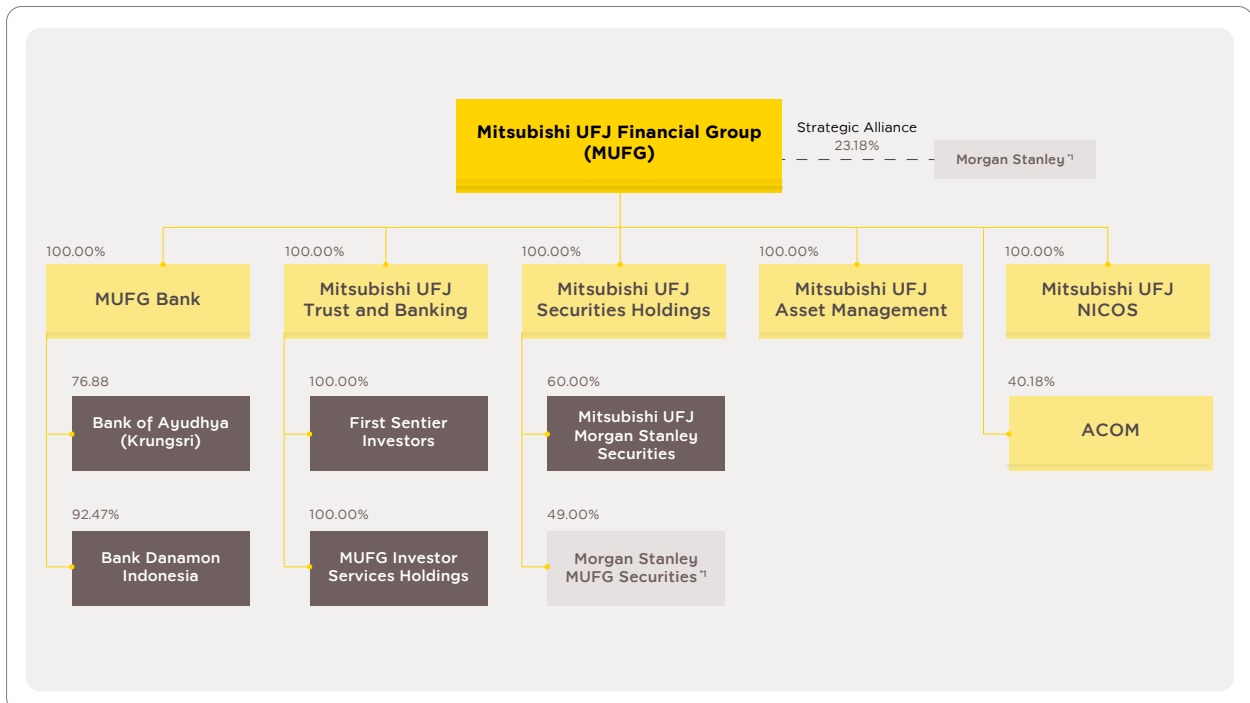 Mitsubishi UFJ Financial Group
(MUFG)
Strategic Alliance
23.18%
Morgan Stanley*1
100.00%
MUFG Bank
100.00%
Mitsubishi UFJ
Trust and Banking
100.00%
Mitsubishi UFJ
Securities Holdings
100.00%
Mitsubishi UFJ
Asset Management
100.00%
Mitsubishi UFJ
NICOS
76.88
Bank of Ayudhya
(Krungsri)
100.00%
First Sentier
Investors
60.00%
Mitsubishi UFJ
Morgan Stanley
Securities
40.18%
ACOM
92.47%
Bank Danamon
Indonesia
100.00%
MUFG Investor
Services Holdings
49.00%
Morgan Stanley
MUFG Securities*1